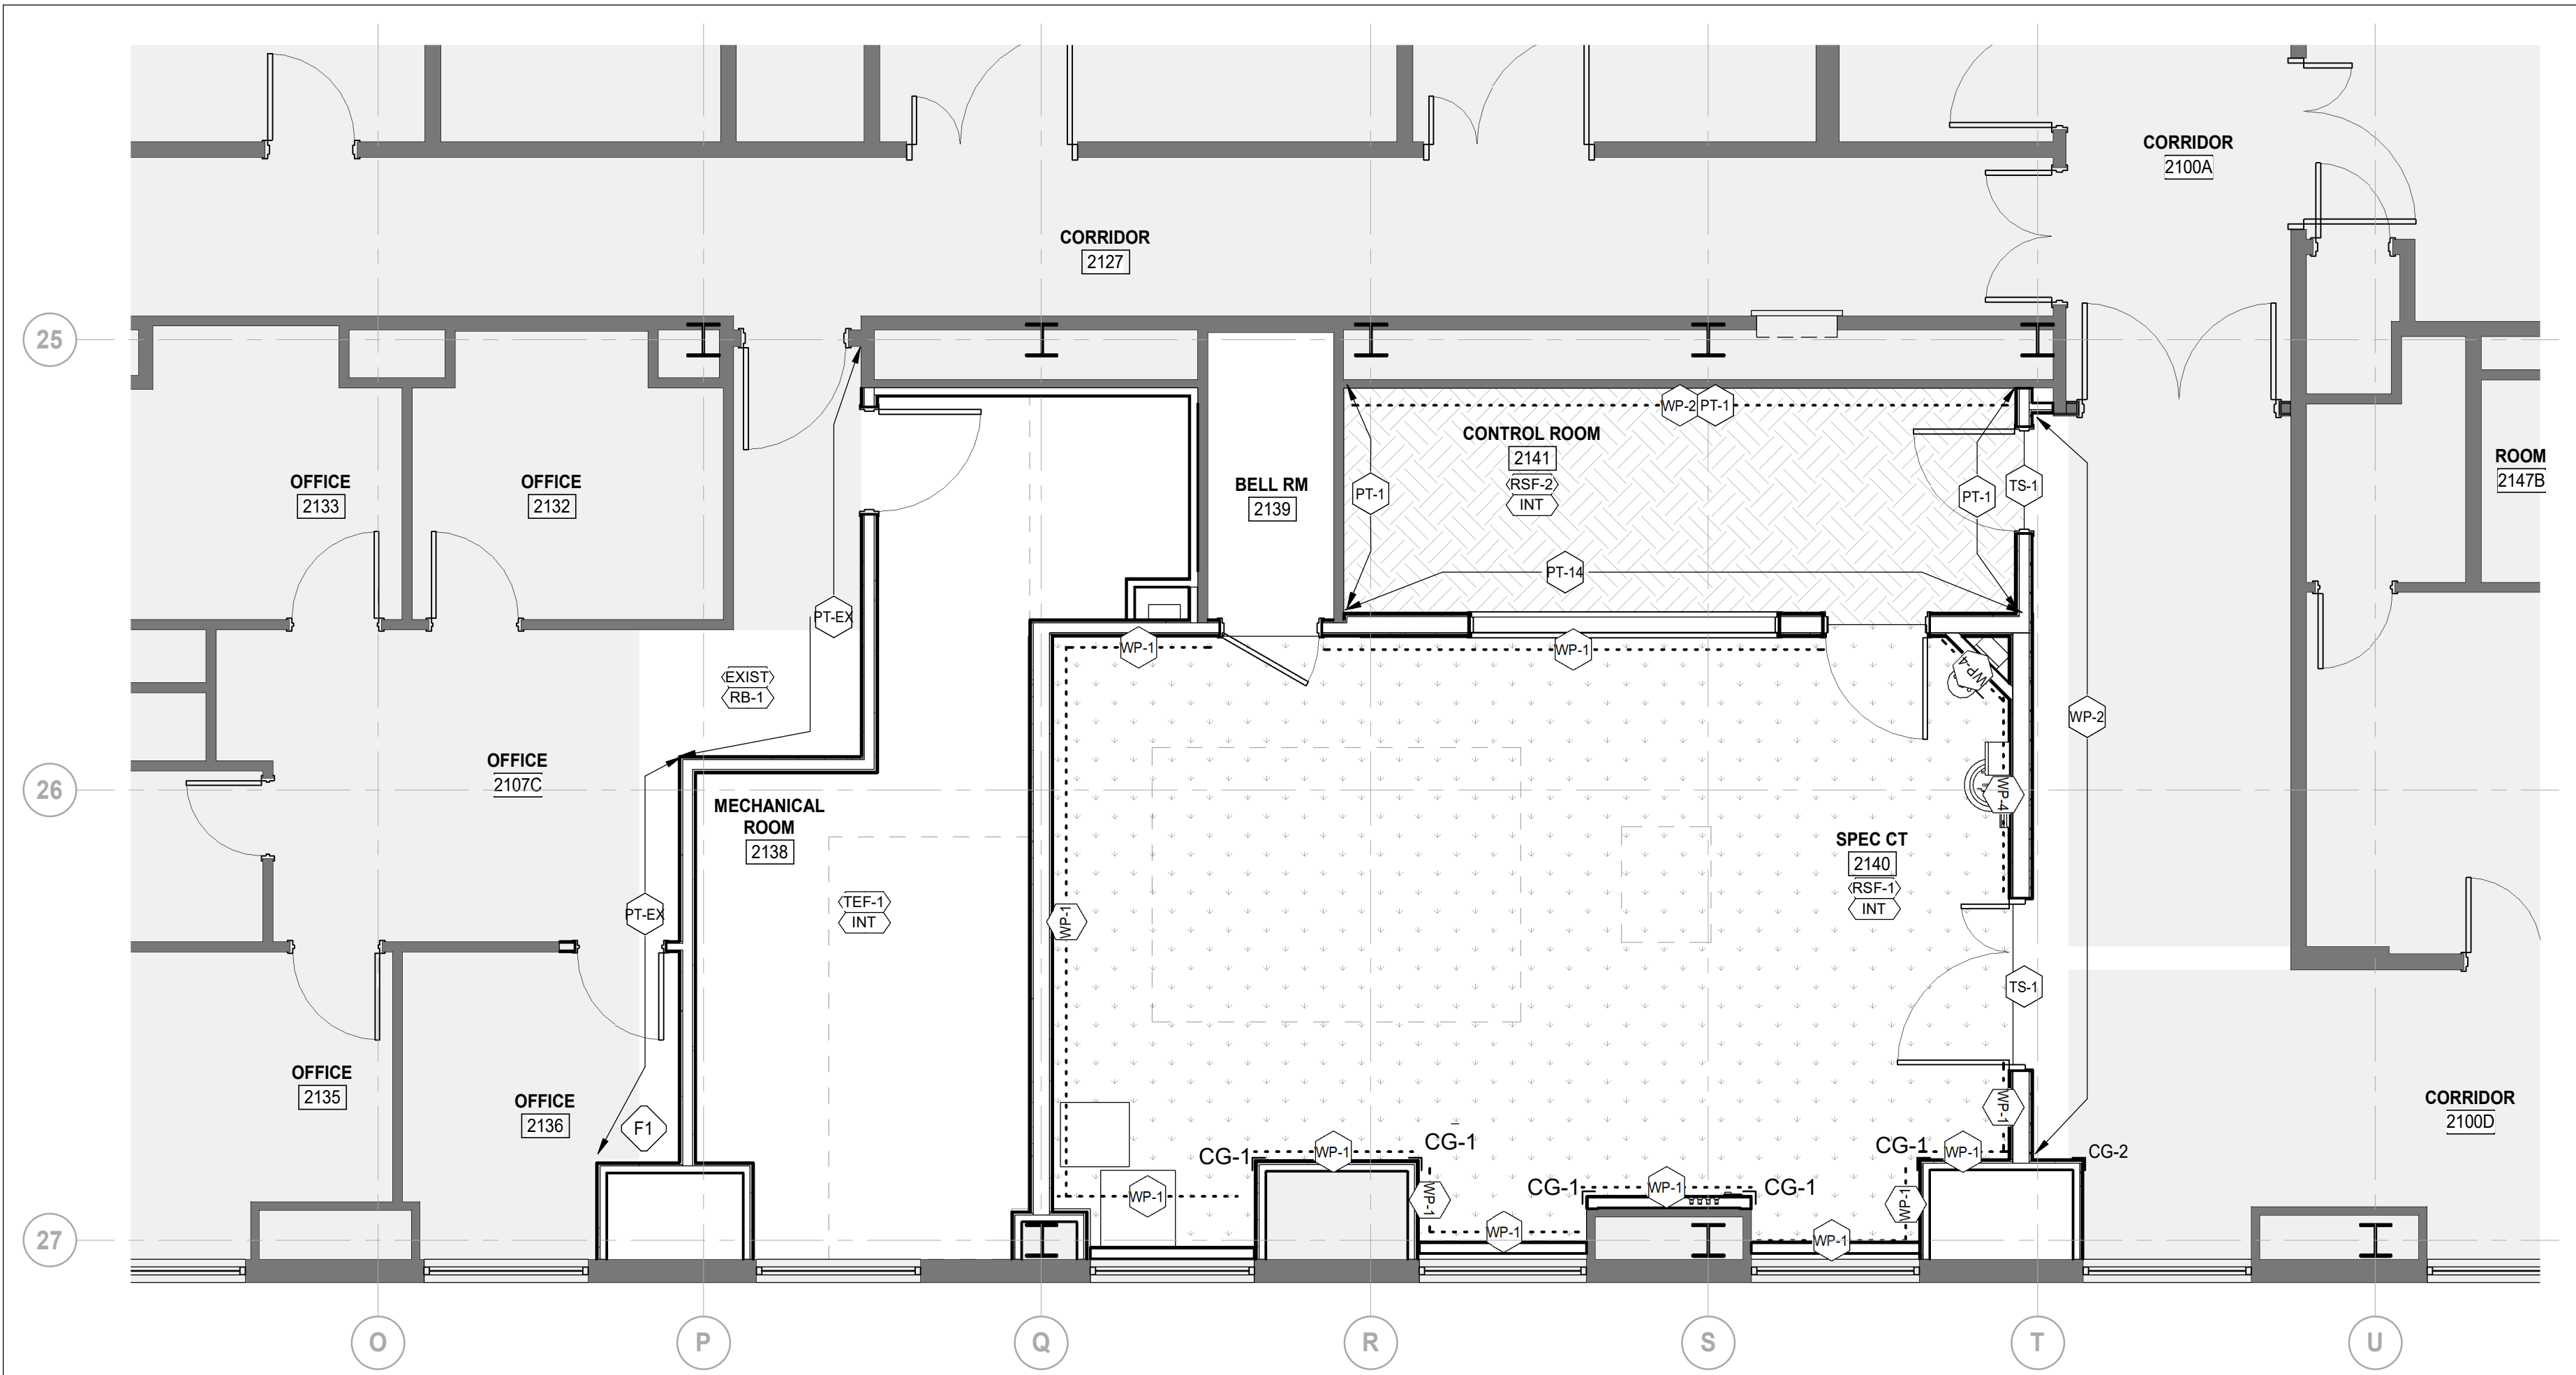 CORRIDOR
2100A
CORRIDOR
2127
25
WP-2
PT-1
CONTROL ROOM
2141
RSF-2
INT
ROOM
2147B
OFFICE
2133
OFFICE
2132
BELL RM
2139
PT-1
PT-1
TS-1
PT-14
PT-EX
WP-1
WP-1
WP-4
EXIST
RB-1
WP-2
OFFICE
2107C
26
WP-4
MECHANICAL
ROOM
2138
SPEC CT
2140
RSF-1
INT
TEF-1
INT
PT-EX
WP-1
TS-1
OFFICE
2135
OFFICE
2136
F1
WP-1
CORRIDOR
2100D
CG-1
WP-1
CG-1
CG-1
WP-1
CG-2
WP-1
WP-1
CG-1
WP-1
CG-1
WP-1
27
WP-1
WP-1
O
P
Q
R
S
T
U